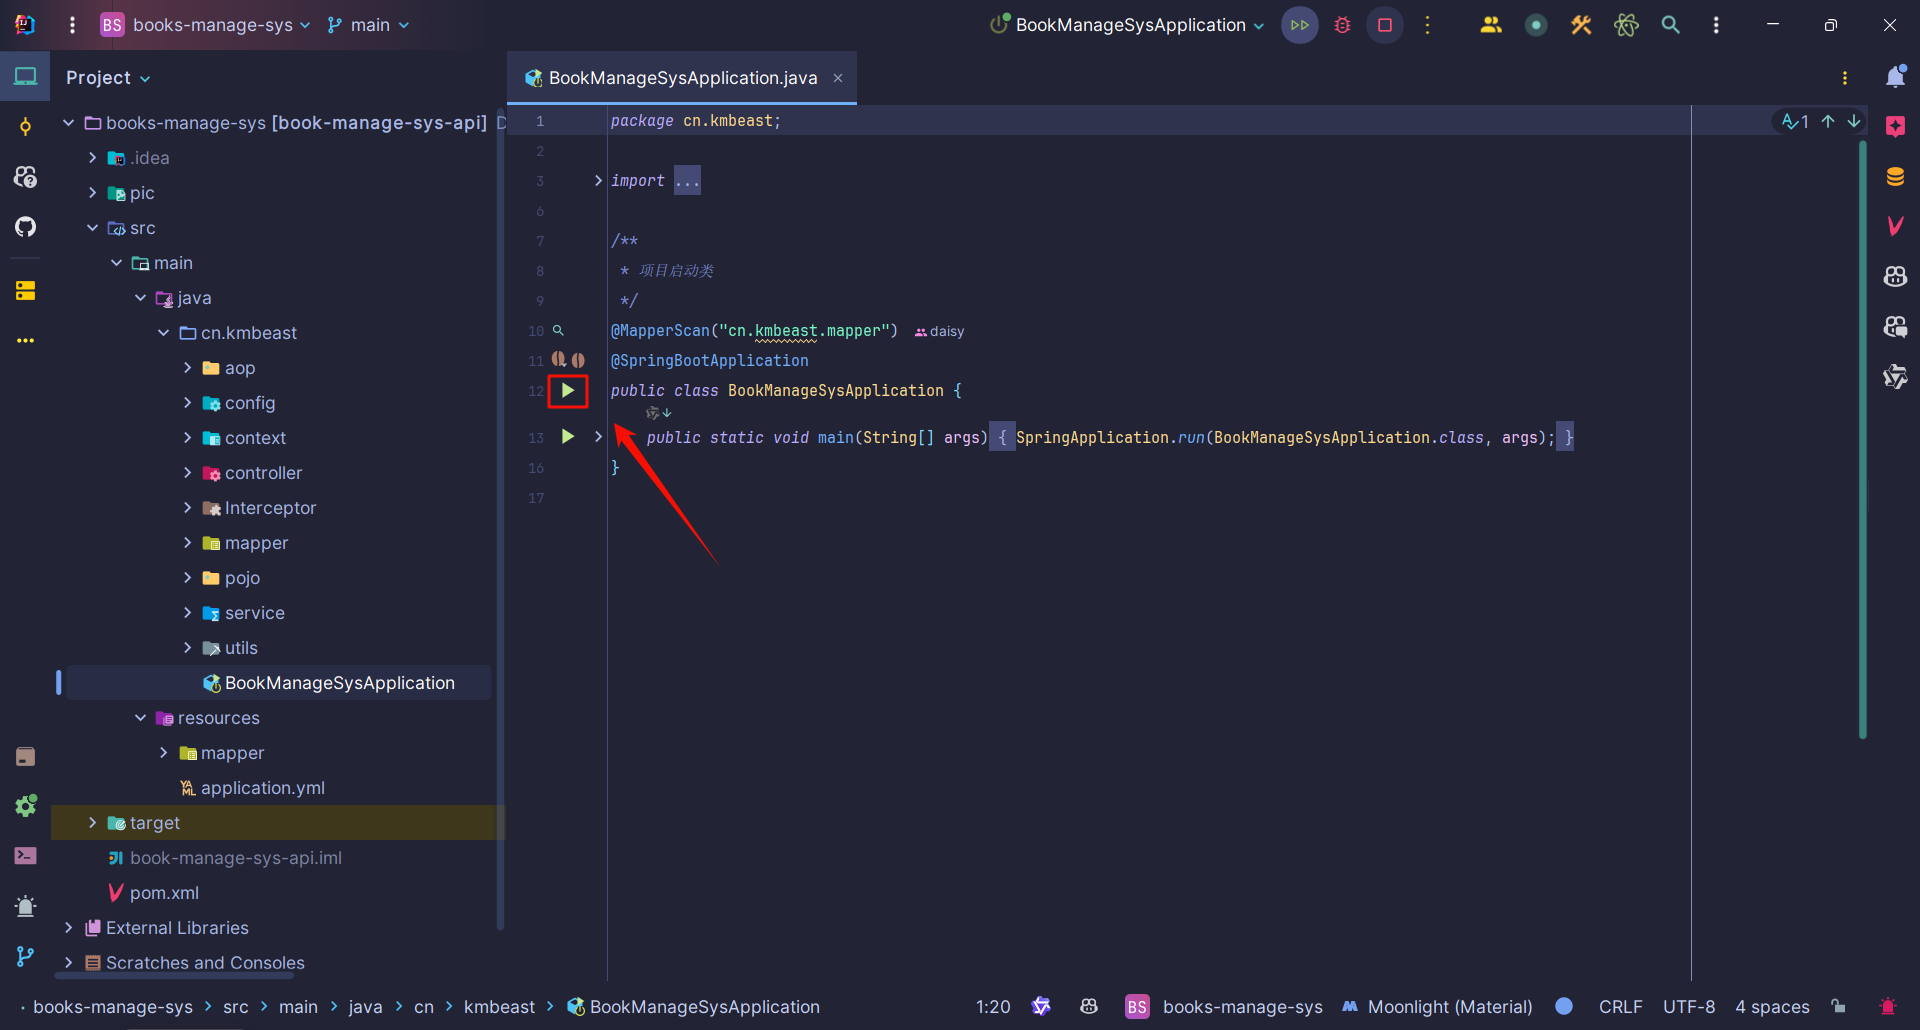 BS books-manage-sys main BookManageSysApplication
Project
BookManageSysApplication.java
books-manage-sys [book-manage-sys-api] D
.idea
pic
src
main
java
cn.kmbeast
aop
config
context
controller
Interceptor
mapper
pojo
service
utils
BookManageSysApplication
resources
mapper
application.yml
target
book-manage-sys-api.iml
pom.xml
External Libraries
Scratches and Consoles
1 package cn.kmbeast;
1
2
3 import ...
6
7 /**
8 * 项目启动类
9 */
10 @MapperScan("cn.kmbeast.mapper") daisy
11 @SpringBootApplication
12 public class BookManageSysApplication {
13 public static void main(String[] args) { SpringApplication.run(BookManageSysApplication.class, args); }
16 }
17
books-manage-sys > src > main > java > cn > kmbeast > BookManageSysApplication
1:20 BS books-manage-sys Moonlight (Material) CRLF UTF-8 4 spaces